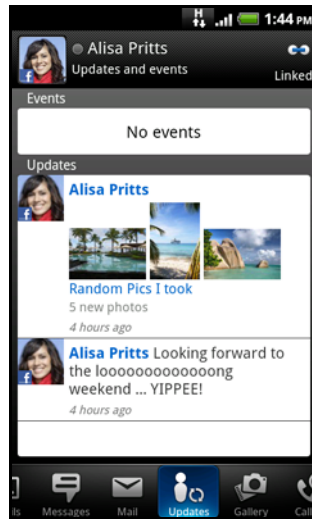 H
1:44 PM
Alisa Pritts
Updates and events
Linked
Events
No events
Updates
Alisa Pritts
Random Pics I took
5 new photos
4 hours ago
Alisa Pritts Looking forward to
the looooooooooooong
weekend ... YIPPEE!
4 hours ago
ils
Messages
Mail
Updates
Gallery
Call